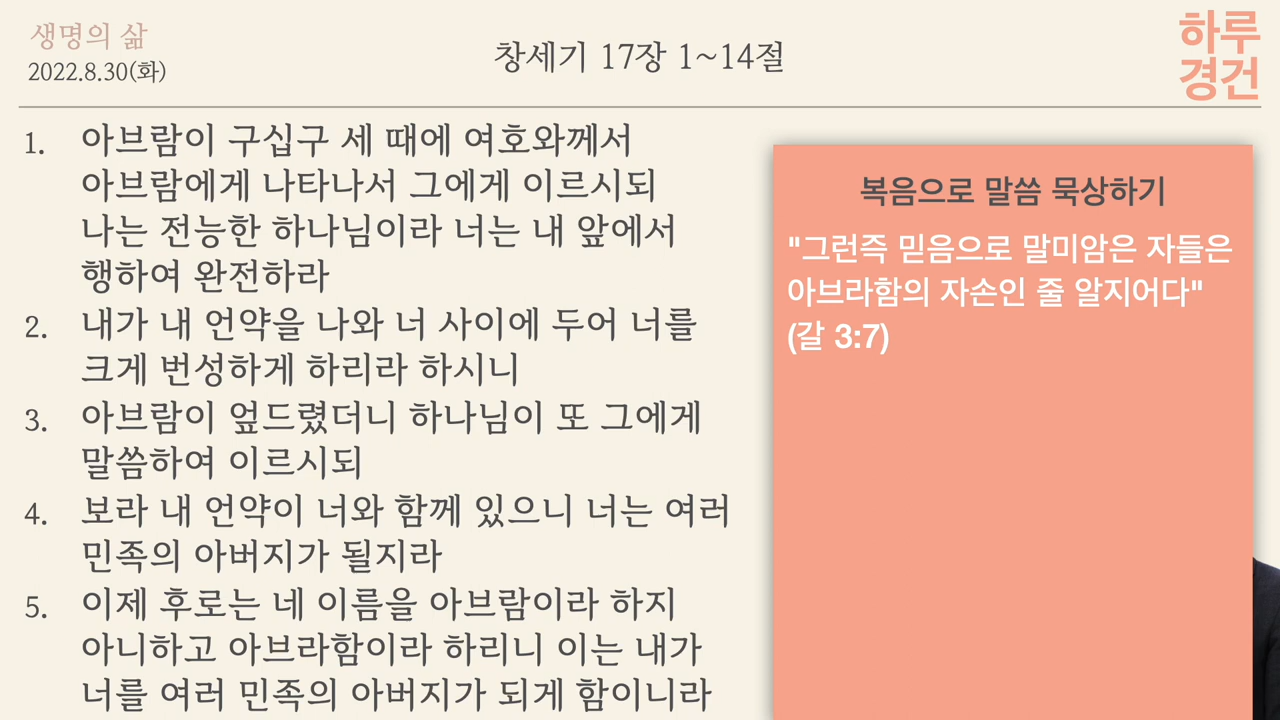 생명의 삶
2022.8.30(화)
창세기 17장 1~14절
하루
경건
1. 아브람이 구십구 세 때에 여호와께서
아브람에게 나타나서 그에게 이르시되
나는 전능한 하나님이라 너는 내 앞에서
행하여 완전하라
2. 내가 내 언약을 나와 너 사이에 두어 너를
크게 번성하게 하리라 하시니
3. 아브람이 엎드렸더니 하나님이 또 그에게
말씀하여 이르시되
4. 보라 내 언약이 너와 함께 있으니 너는 여러
민족의 아버지가 될지라
5. 이제 후로는 네 이름을 아브람이라 하지
아니하고 아브라함이라 하리니 이는 내가
너를 여러 민족의 아버지가 되게 함이니라
복음으로 말씀 묵상하기
"그런즉 믿음으로 말미암은 자들은
아브라함의 자손인 줄 알지어다"
(갈 3:7)